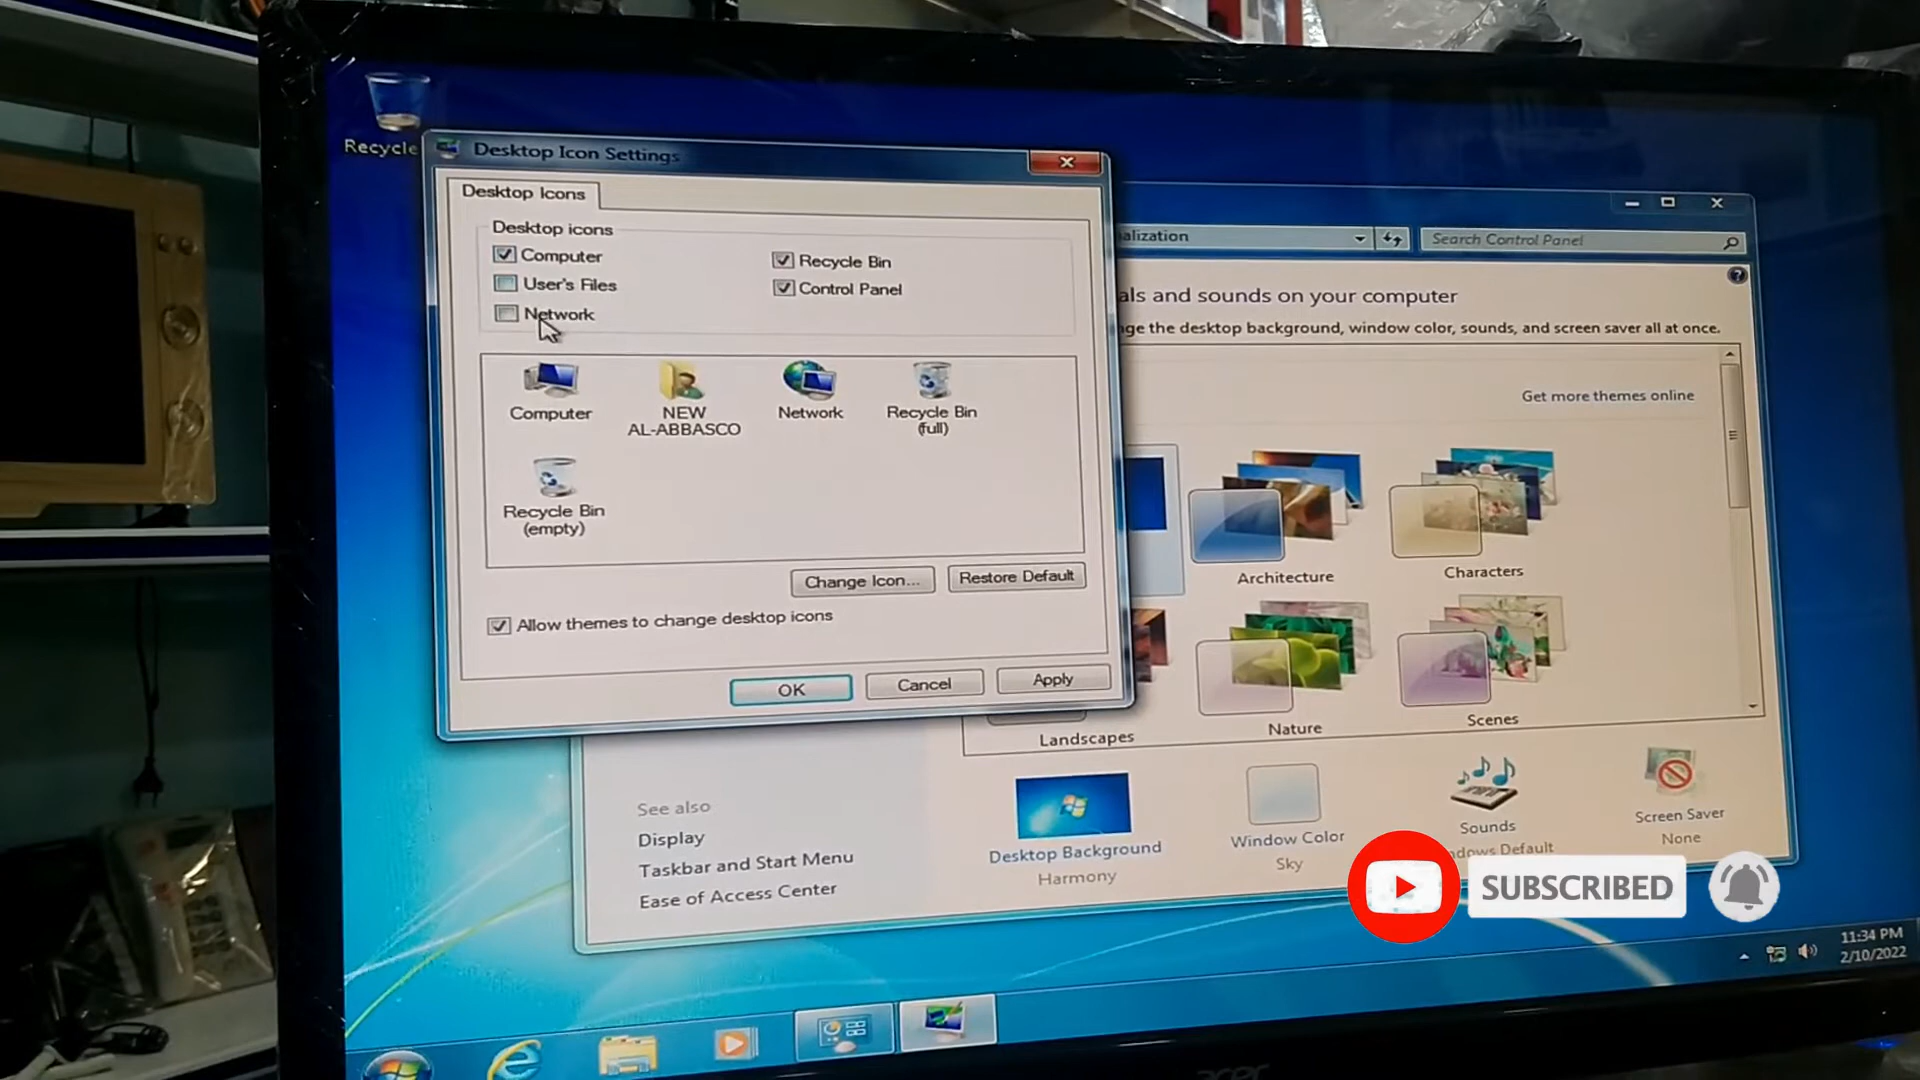 Recycle
Desktop Icon Settings
Desktop Icons
Desktop icons
Computer
Recycle Bin
User's Files
Control Panel
Network
Computer
NEW
AL-ABBASCO
Network
Recycle Bin
(full)
Recycle Bin
(empty)
Change Icon...
Restore Default
Allow themes to change desktop icons
OK
Cancel
Apply
alization
Search Control Panel
als and sounds on your computer
ge the desktop background, window color, sounds, and screen saver all at once.
Get more themes online
Architecture
Characters
Landscapes
Nature
Scenes
See also
Display
Taskbar and Start Menu
Ease of Access Center
Desktop Background
Harmony
Window Color
Sky
Sounds
ndows Default
Screen Saver
None
SUBSCRIBED
11:34 PM
2/10/2022
acer